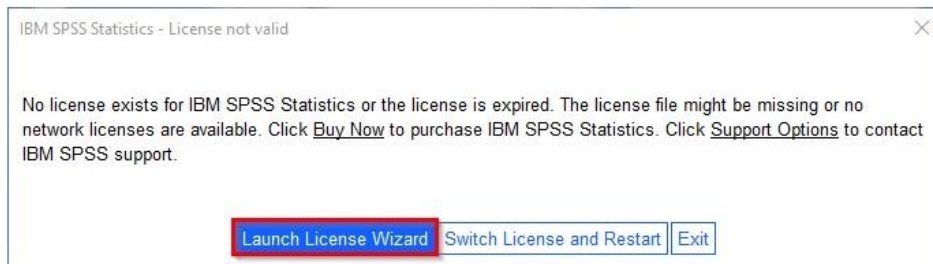 IBM SPSS Statistics - License not valid
No license exists for IBM SPSS Statistics or the license is expired. The license file might be missing or no
network licenses are available. Click Buy Now to purchase IBM SPSS Statistics. Click Support Options to contact
IBM SPSS support.
Launch License Wizard Switch License and Restart Exit